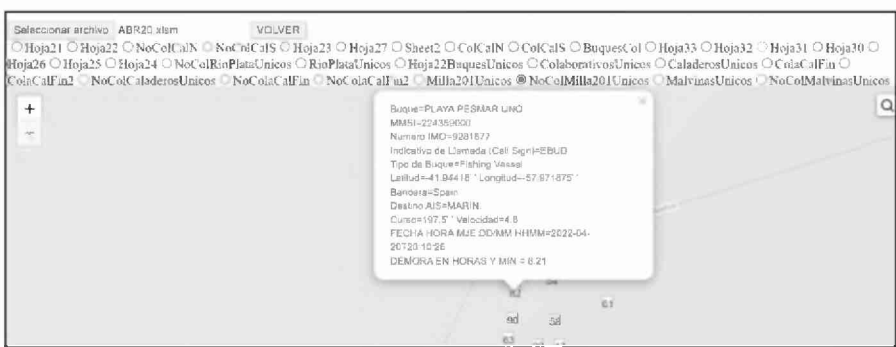 Seleccionar archivo ABR20.xlsm VOLVER
Hoja21 Hoja22 NoColCalN NoColCalS Hoja23 Hoja27 Sheet2 ColCalN ColCalS BuquesCol Hoja33 Hoja32 Hoja31 Hoja30
Hoja26 Hoja25 Hoja24 NoColRioPlataUnicos RioPlataUnicos Hoja22BuquesUnicos ColaborativosUnicos CaladerosUnicos ColaCalFin
ColaCalFin2 NoColCaladerosUnicos NoColaCalFin NoColaCalFin2 Milla201Unicos NoColMilla201Unicos MalvinasUnicos NoColMalvinasUnicos
+
Buque=PLAYA PESMAR UNO
MMSI=224359000
Numero IMO=9281877
Indicativo de Llamada (Call Sign)=EBUD
Tipo de Buque=Fishing Vessel
Latitud=-41.94418° Longitud=-57.971875°
Bandera=Spain
Destino AIS=MARIN
Curso=197.5° Velocidad=4.8
FECHA HORA MJE DD/MM HHMM=2022-04-
20T20:10:26
DEMORA EN HORAS Y MIN = 8.21
61